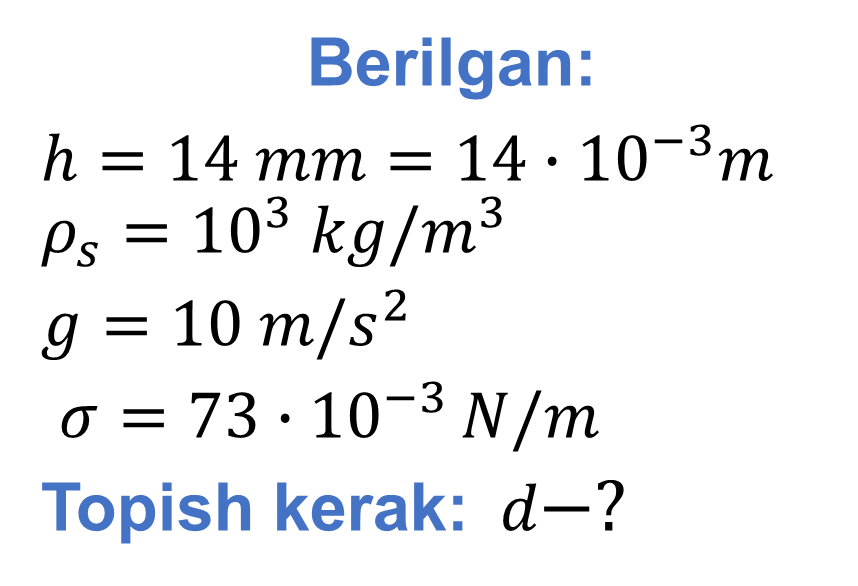 Berilgan:
h = 14 mm = 14 · 10⁻³m
ρₛ = 10³ kg/m³
g = 10 m/s²
σ = 73 · 10⁻³ N/m
Topish kerak: d−?